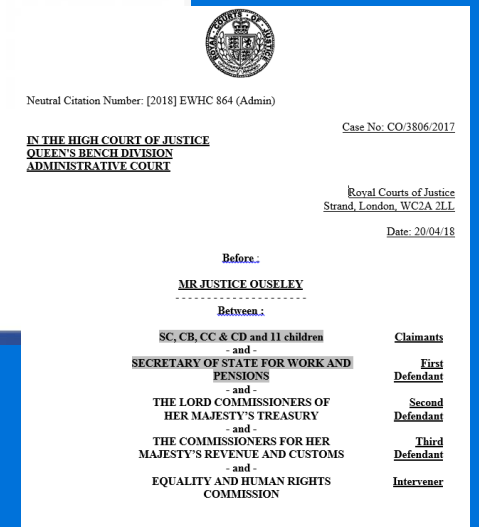 ROYAL COURTS OF JUSTICE
Neutral Citation Number: [2018] EWHC 864 (Admin)
Case No: CO/3806/2017
IN THE HIGH COURT OF JUSTICE
QUEEN'S BENCH DIVISION
ADMINISTRATIVE COURT
Royal Courts of Justice
Strand, London, WC2A 2LL
Date: 20/04/18
Before :
MR JUSTICE OUSELEY
- - - - - - - - - - - - - - - - - - - - -
Between :
SC, CB, CC & CD and 11 children Claimants
- and -
SECRETARY OF STATE FOR WORK AND First
PENSIONS Defendant
- and -
THE LORD COMMISSIONERS OF Second
HER MAJESTY'S TREASURY Defendant
- and -
THE COMMISSIONERS FOR HER Third
MAJESTY'S REVENUE AND CUSTOMS Defendant
- and -
EQUALITY AND HUMAN RIGHTS Intervener
COMMISSION